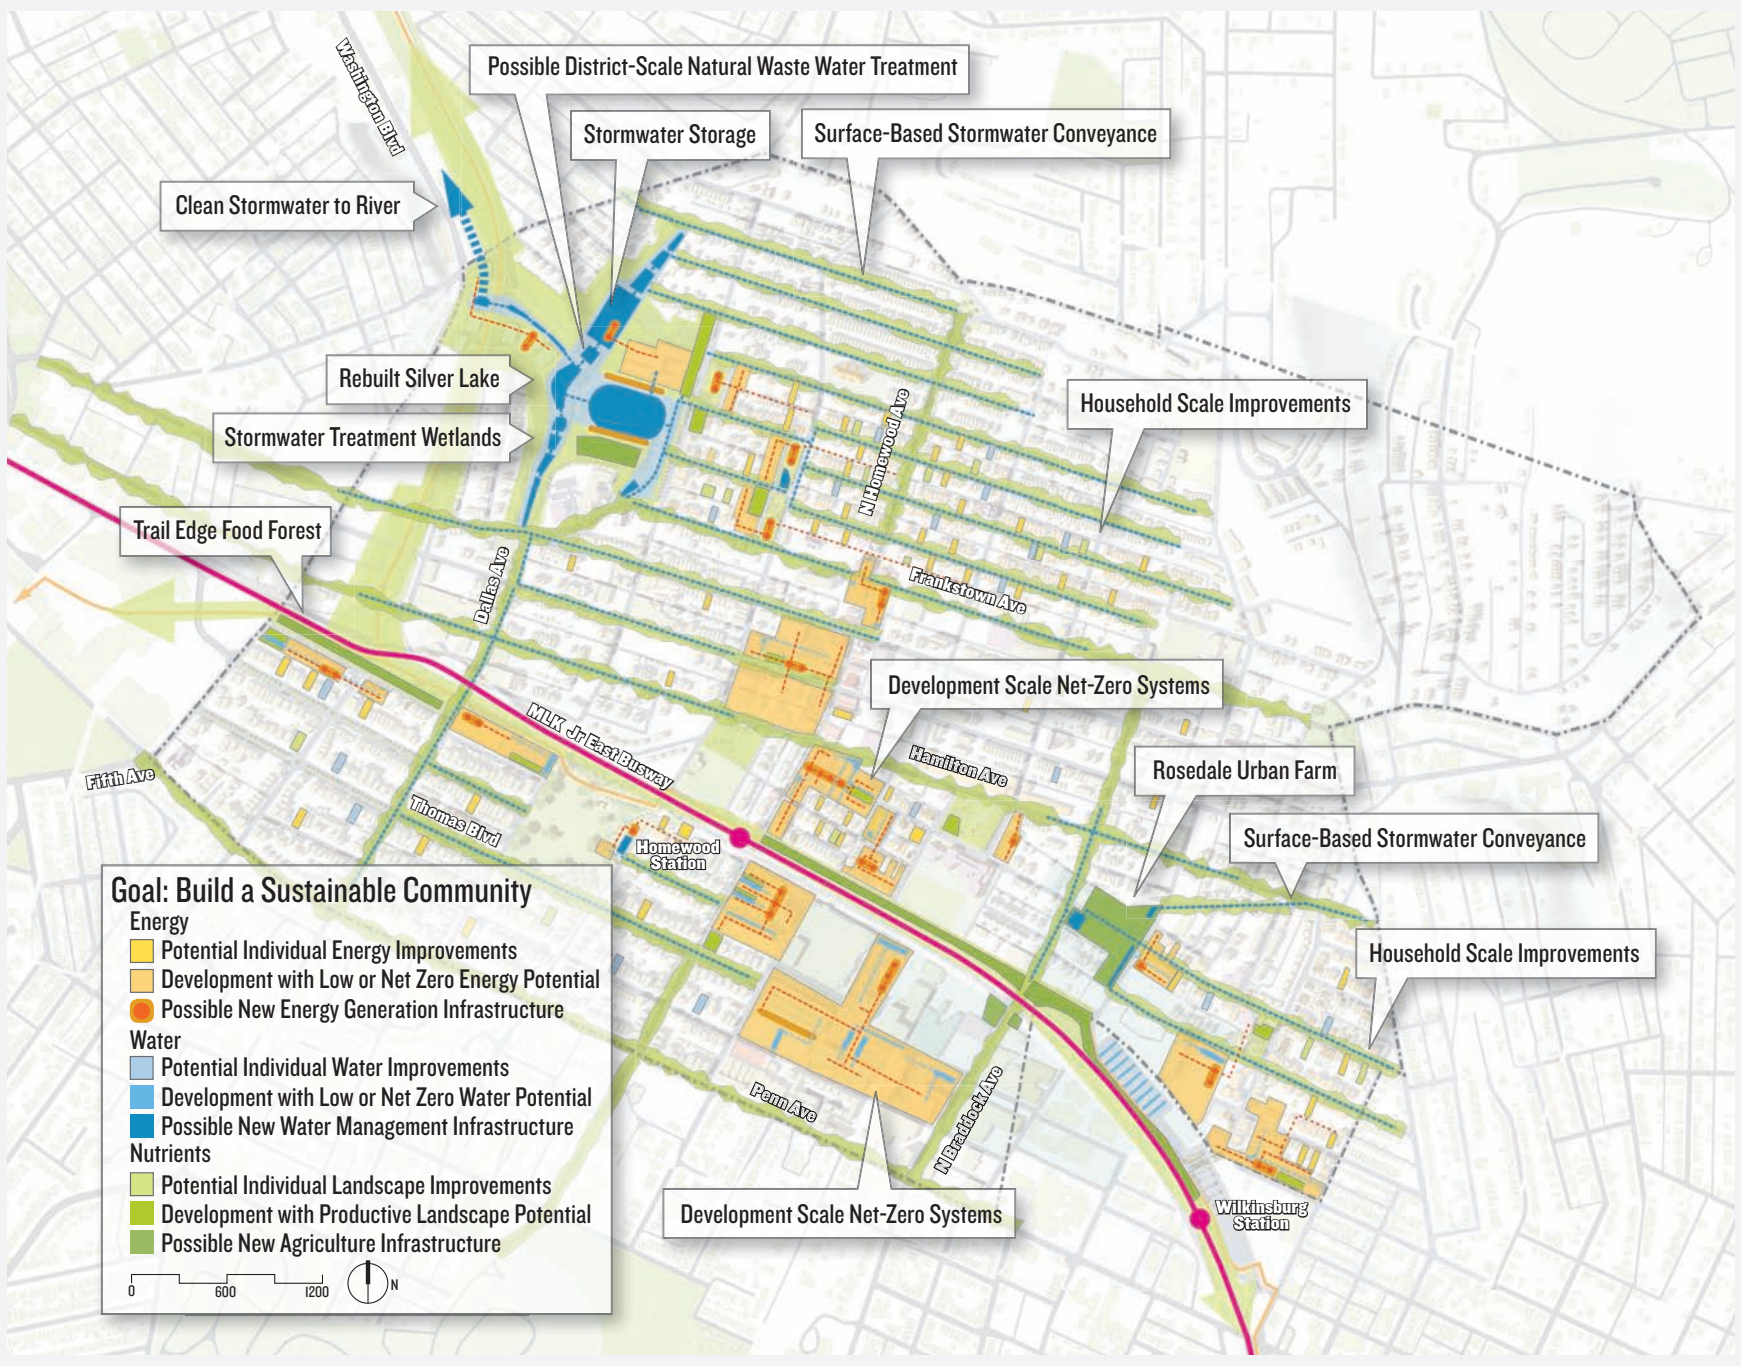 Washington Blvd
Possible District-Scale Natural Waste Water Treatment
Stormwater Storage
Surface-Based Stormwater Conveyance
Clean Stormwater to River
Rebuilt Silver Lake
Household Scale Improvements
Stormwater Treatment Wetlands
N Homewood Ave
Trail Edge Food Forest
Dallas Ave
Frankstown Ave
Development Scale Net-Zero Systems
MLK Jr East Busway
Hamilton Ave
Rosedale Urban Farm
Fifth Ave
Thomas Blvd
Homewood
Station
Surface-Based Stormwater Conveyance
Household Scale Improvements
Penn Ave
N Braddock Ave
Development Scale Net-Zero Systems
Wilkinsburg
Station
Goal: Build a Sustainable Community
Energy
Potential Individual Energy Improvements
Development with Low or Net Zero Energy Potential
Possible New Energy Generation Infrastructure
Water
Potential Individual Water Improvements
Development with Low or Net Zero Water Potential
Possible New Water Management Infrastructure
Nutrients
Potential Individual Landscape Improvements
Development with Productive Landscape Potential
Possible New Agriculture Infrastructure
0 600 1200 N